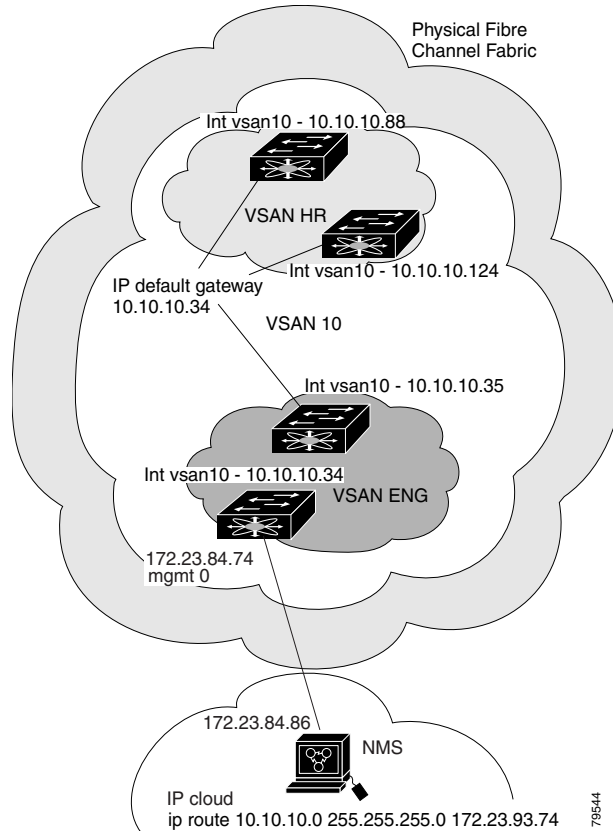 Physical Fibre
Channel Fabric
Int vsan10 - 10.10.10.88
VSAN HR
Int vsan10 - 10.10.10.124
IP default gateway
10.10.10.34
VSAN 10
Int vsan10 - 10.10.10.35
Int vsan10 - 10.10.10.34
VSAN ENG
172.23.84.74
mgmt 0
172.23.84.86
NMS
IP cloud
ip route 10.10.10.0 255.255.255.0 172.23.93.74
79544